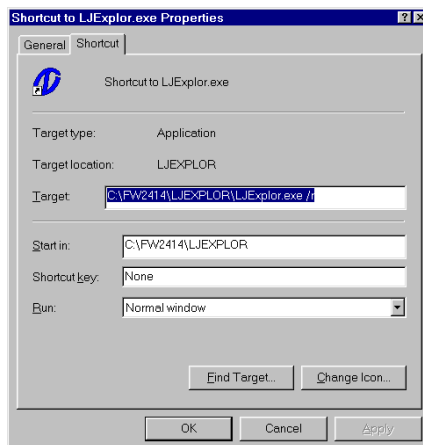 Shortcut to LJExplor.exe Properties
General Shortcut
Shortcut to LJExplor.exe
Target type: Application
Target location: LJEXPLOR
Target: C:\FW2414\LJEXPLOR\LJExplor.exe /r
Start in: C:\FW2414\LJEXPLOR
Shortcut key: None
Run: Normal window
Find Target... Change Icon...
OK Cancel Apply